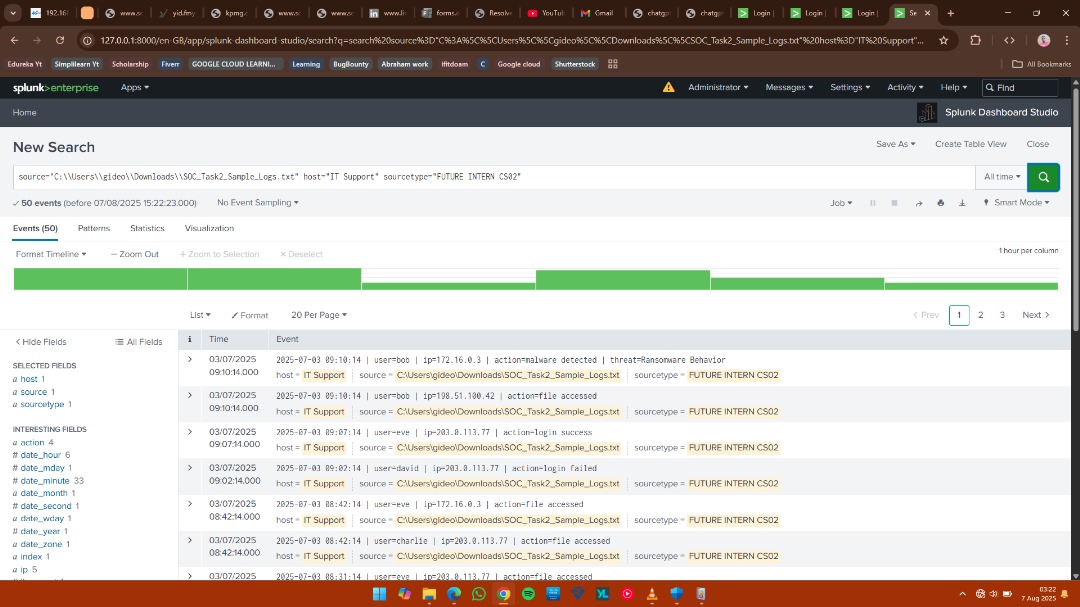 192.168
www.sc
yid.my
kpmg.c
www.sc
www.sc
www.li
forms.c
Resolve
YouTu
Gmail
chatgp
chatgp
Login |
Login |
Login |
Se
127.0.0.1:8000/en-GB/app/splunk-dashboard-studio/search?q=search%20source%3D"C%3A%5C%5CUsers%5C%5Cgideo%5C%5CDownloads%5C%5CSOC_Task2_Sample_Logs.txt"%20host%3D"IT%20Support"...
Edureka Yt Simplilearn Yt Scholarship Fiverr GOOGLE CLOUD LEARNI... Learning BugBounty Abraham work Ifitdoam C Google cloud Shutterstock All Bookmarks
splunk>enterprise Apps Administrator Messages Settings Activity Help Find
Home Splunk Dashboard Studio
New Search Save As Create Table View Close
source="C:\\Users\\gideo\\Downloads\\SOC_Task2_Sample_Logs.txt" host="IT Support" sourcetype="FUTURE INTERN CS02" All time
50 events (before 07/08/2025 15:22:23.000) No Event Sampling Job Smart Mode
Events (50) Patterns Statistics Visualization
Format Timeline — Zoom Out + Zoom to Selection × Deselect 1 hour per column
List Format 20 Per Page < Prev 1 2 3 Next >
< Hide Fields All Fields i Time Event
SELECTED FIELDS
a host 1
a source 1
a sourcetype 1
INTERESTING FIELDS
a action 4
# date_hour 6
# date_mday 1
# date_minute 33
a date_month 1
# date_second 1
a date_wday 1
# date_year 1
a date_zone 1
a index 1
a ip 5
03/07/2025 2025-07-03 09:10:14 | user=bob | ip=172.16.0.3 | action=malware detected | threat=Ransomware Behavior
09:10:14.000 host = IT Support source = C:\Users\gideo\Downloads\SOC_Task2_Sample_Logs.txt sourcetype = FUTURE INTERN CS02
03/07/2025 2025-07-03 09:10:14 | user=bob | ip=198.51.100.42 | action=file accessed
09:10:14.000 host = IT Support source = C:\Users\gideo\Downloads\SOC_Task2_Sample_Logs.txt sourcetype = FUTURE INTERN CS02
03/07/2025 2025-07-03 09:07:14 | user=eve | ip=203.0.113.77 | action=login success
09:07:14.000 host = IT Support source = C:\Users\gideo\Downloads\SOC_Task2_Sample_Logs.txt sourcetype = FUTURE INTERN CS02
03/07/2025 2025-07-03 09:02:14 | user=david | ip=203.0.113.77 | action=login failed
09:02:14.000 host = IT Support source = C:\Users\gideo\Downloads\SOC_Task2_Sample_Logs.txt sourcetype = FUTURE INTERN CS02
03/07/2025 2025-07-03 08:42:14 | user=eve | ip=172.16.0.3 | action=file accessed
08:42:14.000 host = IT Support source = C:\Users\gideo\Downloads\SOC_Task2_Sample_Logs.txt sourcetype = FUTURE INTERN CS02
03/07/2025 2025-07-03 08:42:14 | user=charlie | ip=203.0.113.77 | action=file accessed
08:42:14.000 host = IT Support source = C:\Users\gideo\Downloads\SOC_Task2_Sample_Logs.txt sourcetype = FUTURE INTERN CS02
03/07/2025 2025-07-03 08:31:14 | user=eve | ip=203.0.113.77 | action=file accessed
03:22
7 Aug 2025